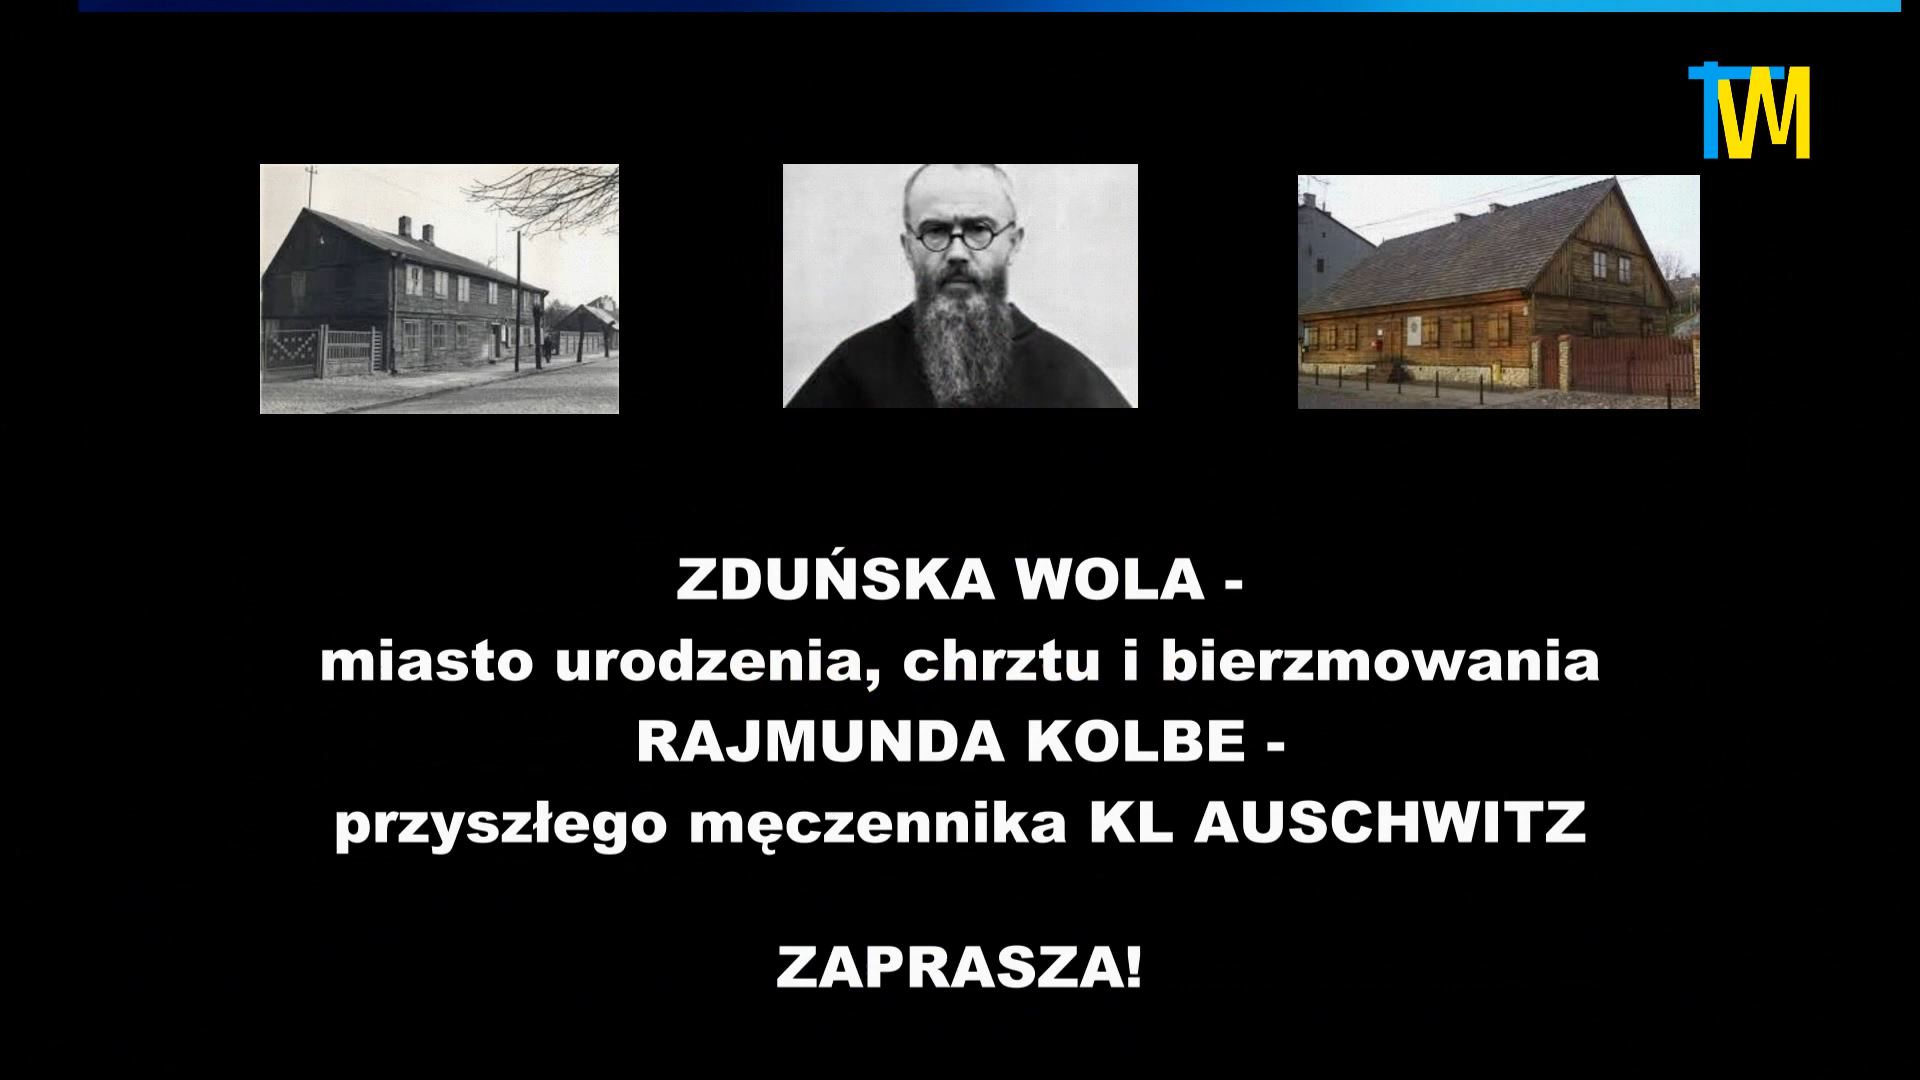 TVM
ZDUŃSKA WOLA -
miasto urodzenia, chrztu i bierzmowania
RAJMUNDA KOLBE -
przyszłego męczennika KL AUSCHWITZ
ZAPRASZA!